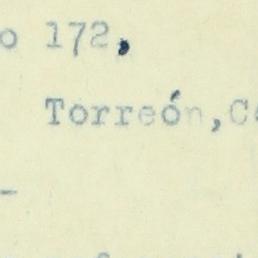 o 172,
Torreón, C
-